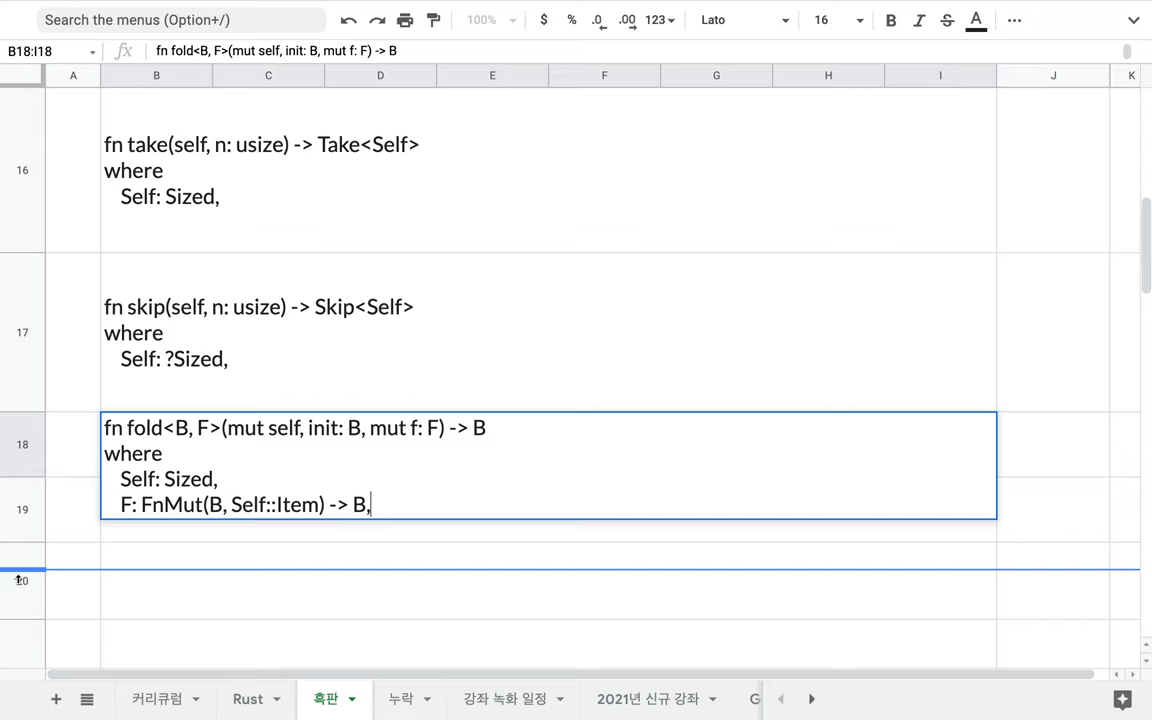 Search the menus (Option+/)
100%
$ % .0 .00 123
Lato
16
B I S A
B18:I18
fx
fn fold<B, F>(mut self, init: B, mut f: F) -> B
A B C D E F G H I J K
16
fn take(self, n: usize) -> Take<Self>
where
Self: Sized,
17
fn skip(self, n: usize) -> Skip<Self>
where
Self: ?Sized,
18
fn fold<B, F>(mut self, init: B, mut f: F) -> B
where
Self: Sized,
F: FnMut(B, Self::Item) -> B,
19
20
커리큘럼
Rust
흑판
누락
강좌 녹화 일정
2021년 신규 강좌
G